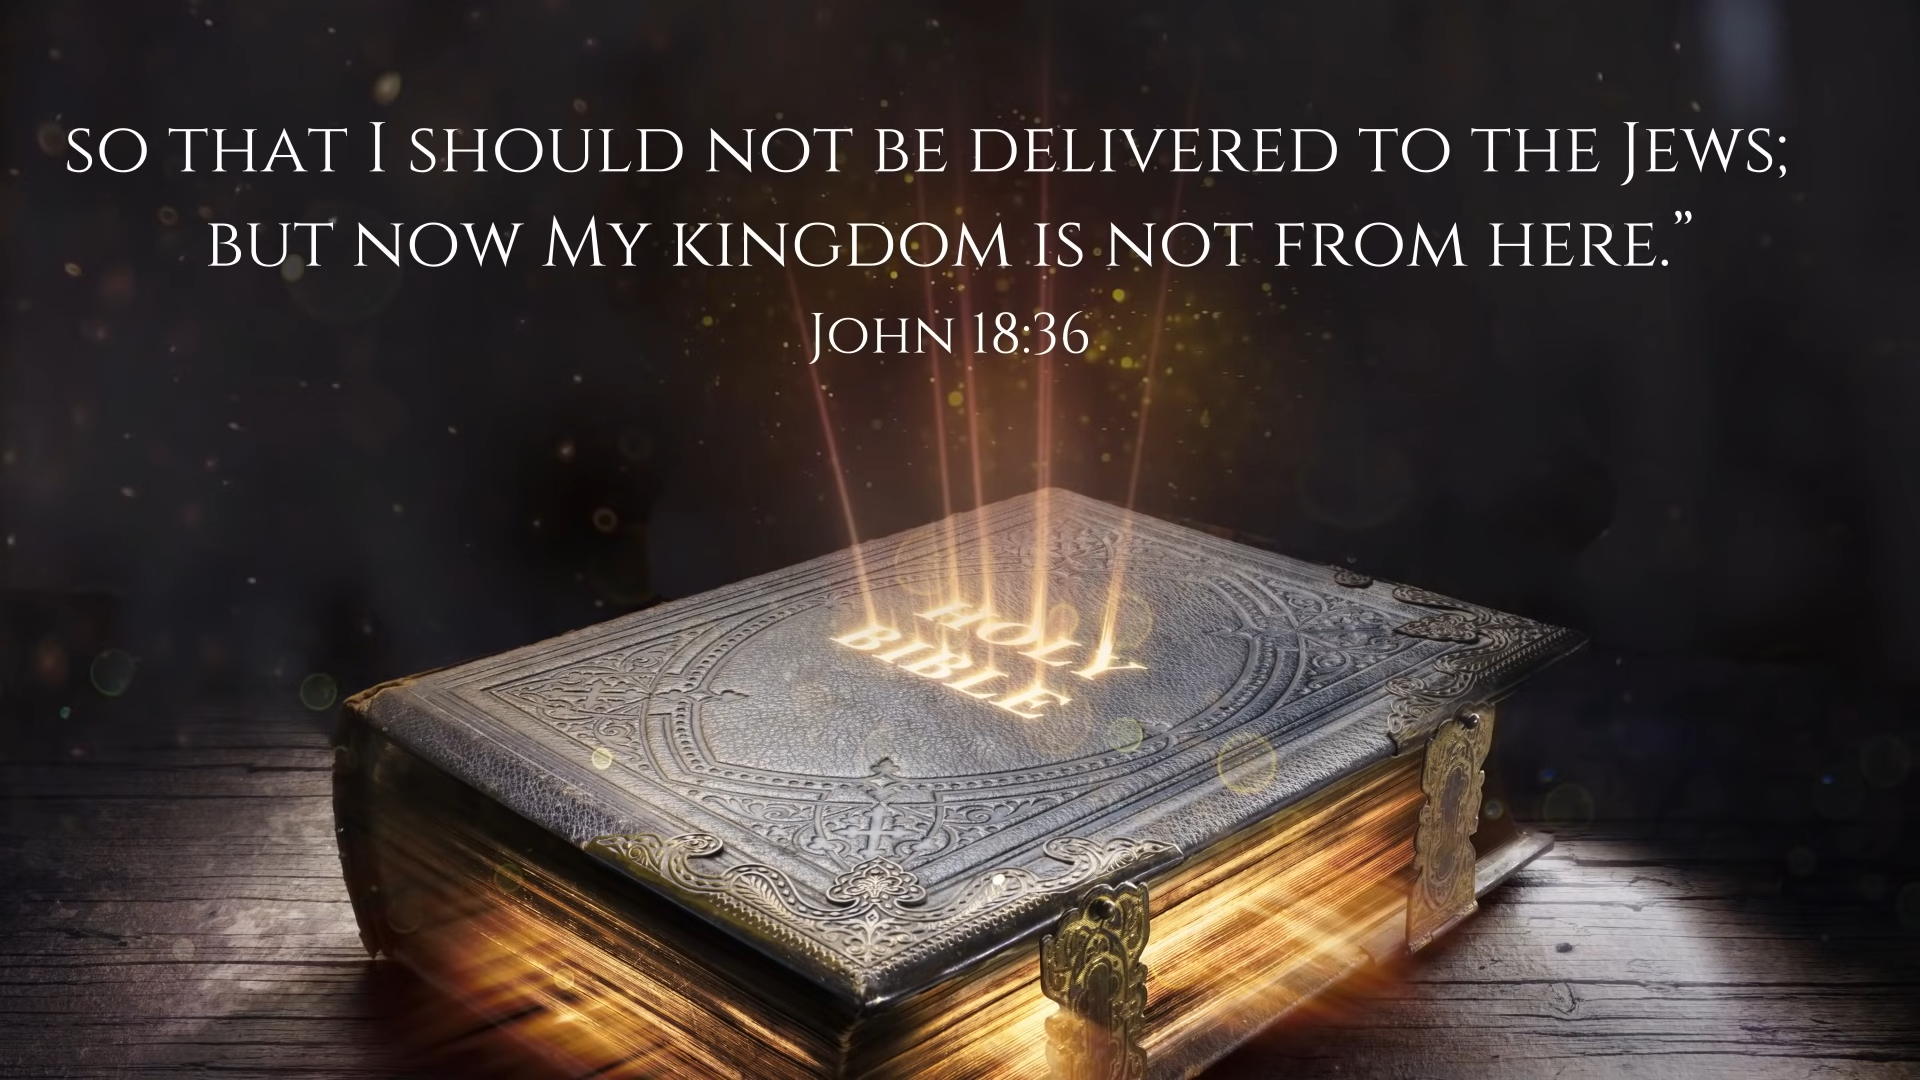 so that I should not be delivered to the Jews;
but now My kingdom is not from here.”
John 18:36
HOLY
BIBLE